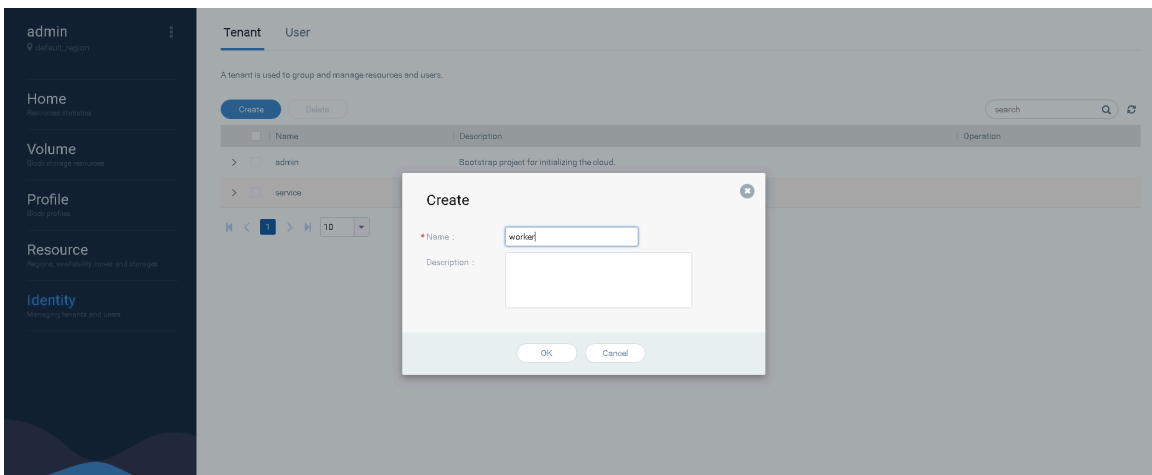 admin
default_region
Home
Resources statistics
Volume
Block storage resources
Profile
Block profiles
Resource
Regions, availability zones and storages
Identity
Managing tenants and users
Tenant User
A tenant is used to group and manage resources and users.
Create Delete search
Name Description Operation
admin Bootstrap project for initializing the cloud.
service
1 10
Create
* Name : worker
Description :
OK Cancel